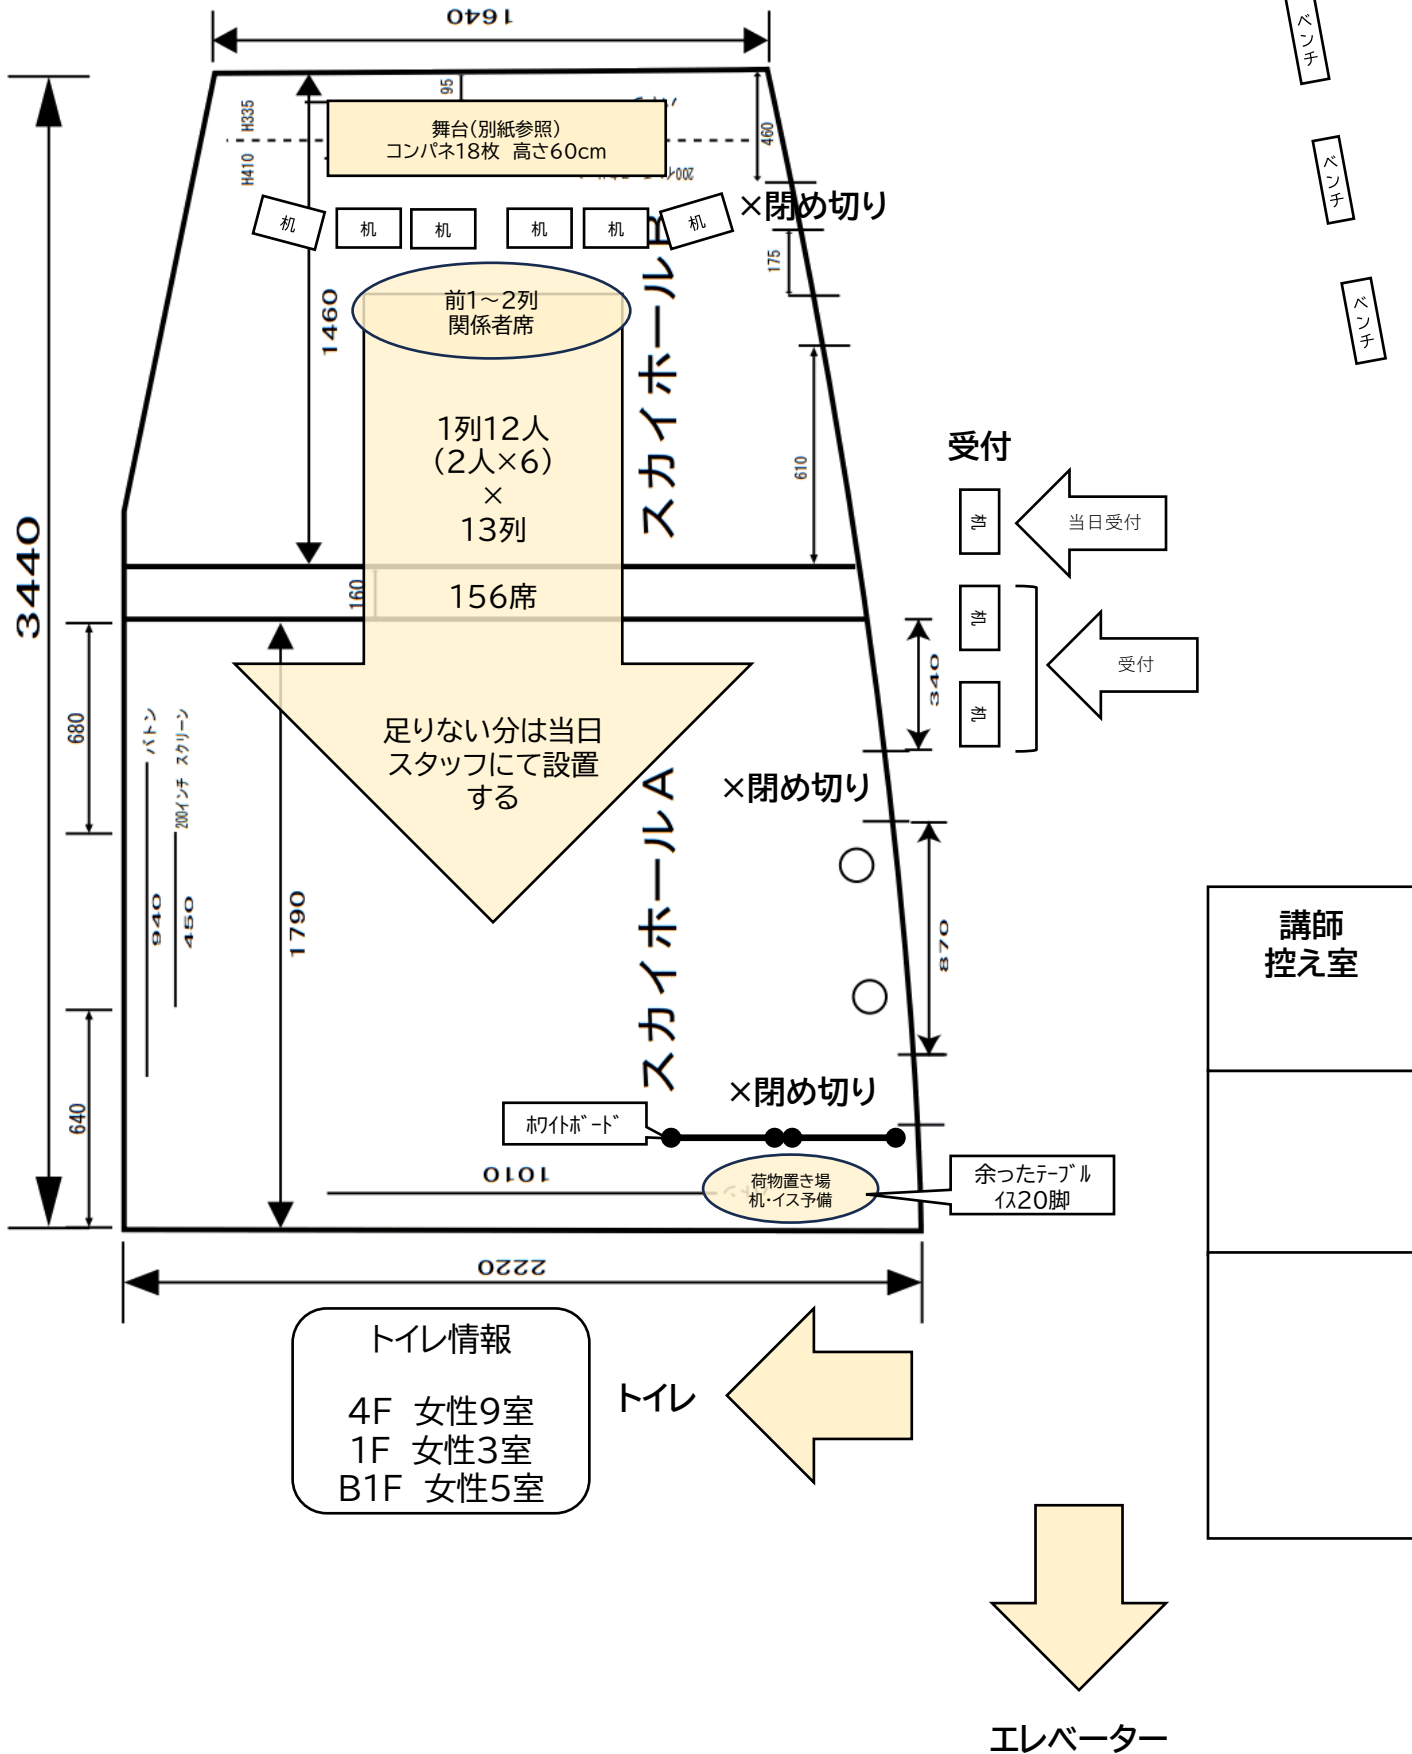 1640
ベンチ
ベンチ
ベンチ
95
H335
H410
460
舞台(別紙参照)
コンパネ18枚 高さ60cm
×閉め切り
机
机
机
机
机
机
175
前1～2列
関係者席
1460
スカイホールB
1列12人
(2人×6)
×
13列
156席
610
受付
机
当日受付
机
机
受付
3440
160
340
680
バトン
200インチ スクリーン
足りない分は当日
スタッフにて設置
する
×閉め切り
スカイホールA
940
450
1790
870
講師
控え室
640
×閉め切り
ﾎﾜｲﾄﾎﾞｰﾄﾞ
1010
荷物置き場
机・イス予備
余ったﾃｰﾌﾞﾙ
ｲｽ20脚
2220
トイレ情報
4F 女性9室
1F 女性3室
B1F 女性5室
トイレ
エレベーター